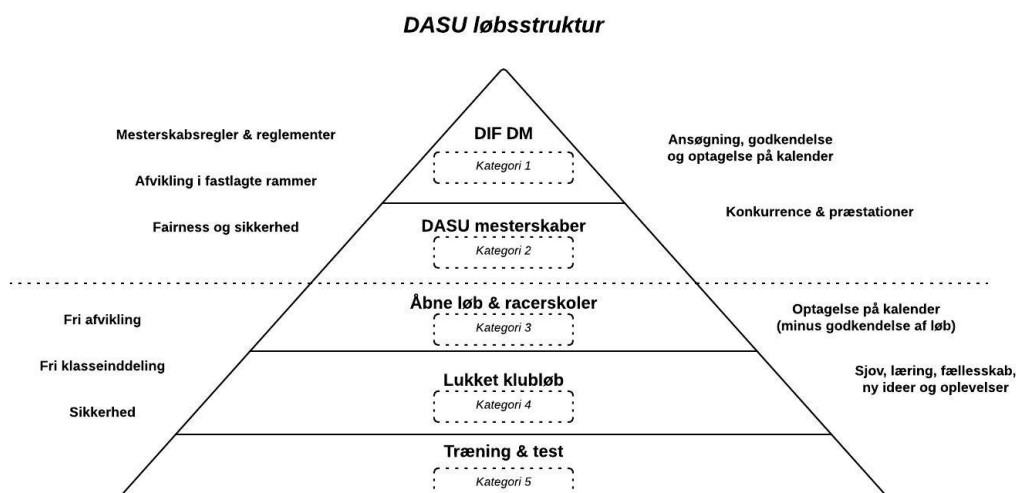 DASU løbsstruktur
Mesterskabsregler & reglementer
Afvikling i fastlagte rammer
Fairness og sikkerhed
DIF DM
Kategori 1
Ansøgning, godkendelse
og optagelse på kalender
Konkurrence & præstationer
DASU mesterskaber
Kategori 2
Åbne løb & racerskoler
Kategori 3
Fri afvikling
Fri klasseinddeling
Sikkerhed
Optagelse på kalender
(minus godkendelse af løb)
Sjov, læring, fællesskab,
ny ideer og oplevelser
Lukket klubløb
Kategori 4
Træning & test
Kategori 5